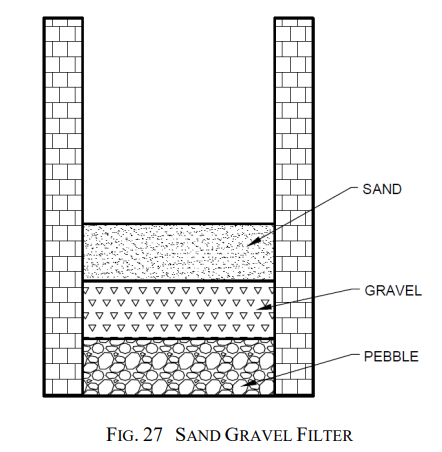 SAND
GRAVEL
PEBBLE
FIG. 27 SAND GRAVEL FILTER